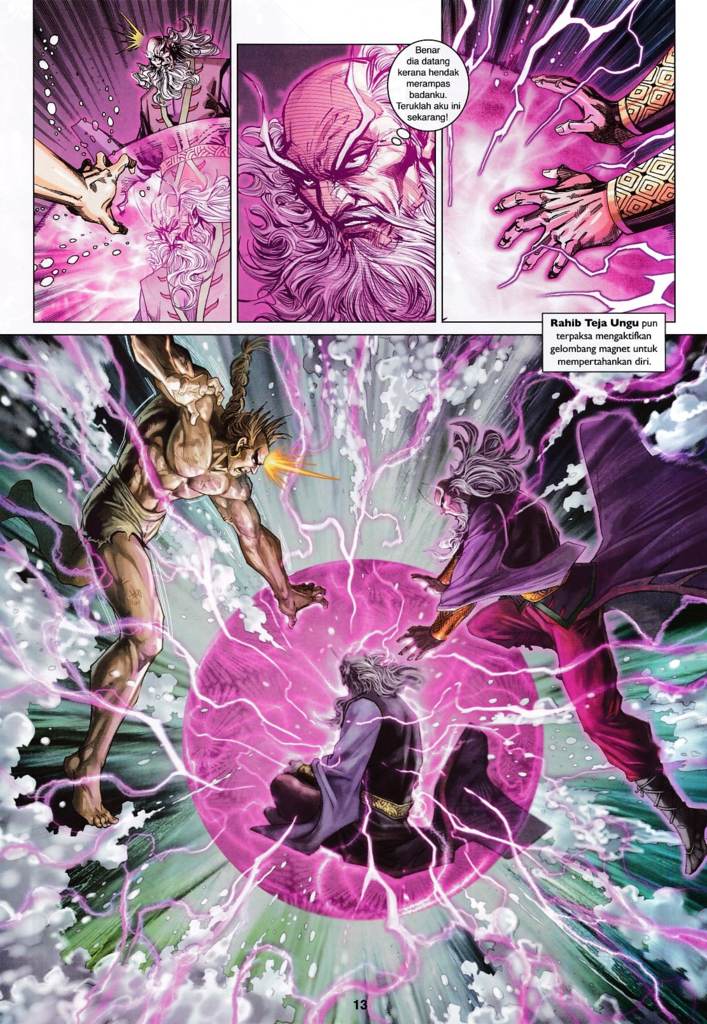 Benar
dia datang
kerana hendak
merampas
badanku.
Teruklah aku ini
sekarang!
Rahib Teja Ungu pun
terpaksa mengaktifkan
gelombang magnet untuk
mempertahankan diri.
13